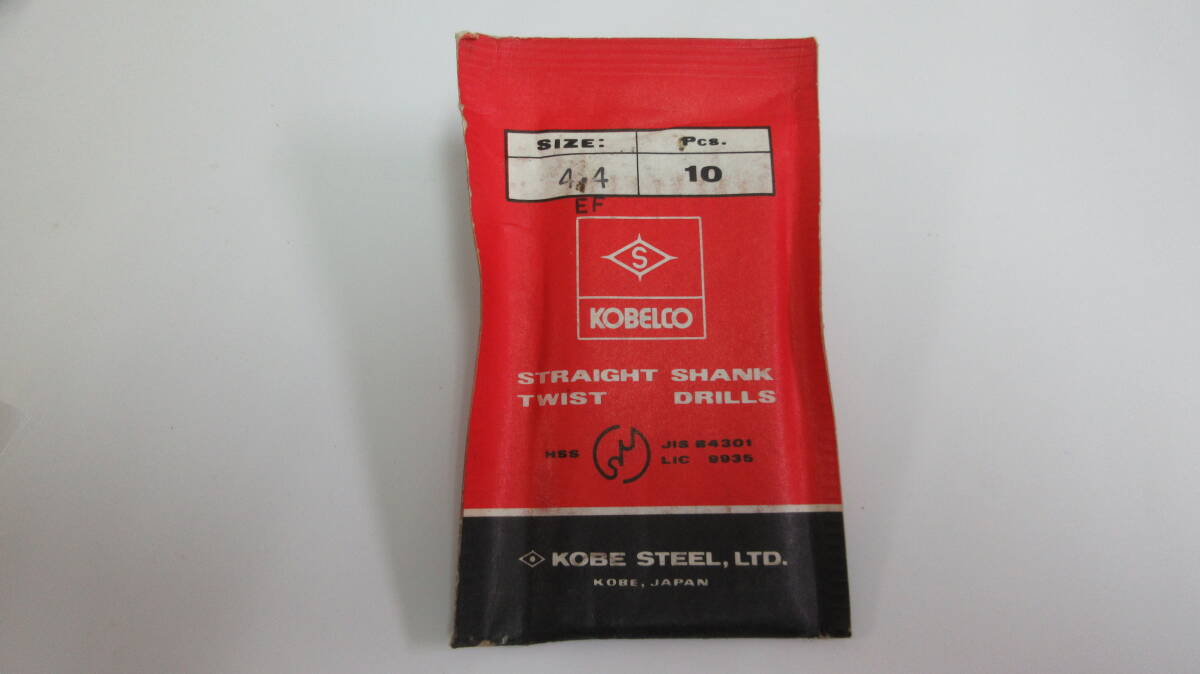 SIZE: Pcs.
4.4 10
EF
S
KOBELCO
STRAIGHT SHANK
TWIST DRILLS
HSS JIS B4301
LIC 9935
KOBE STEEL, LTD.
KOBE, JAPAN